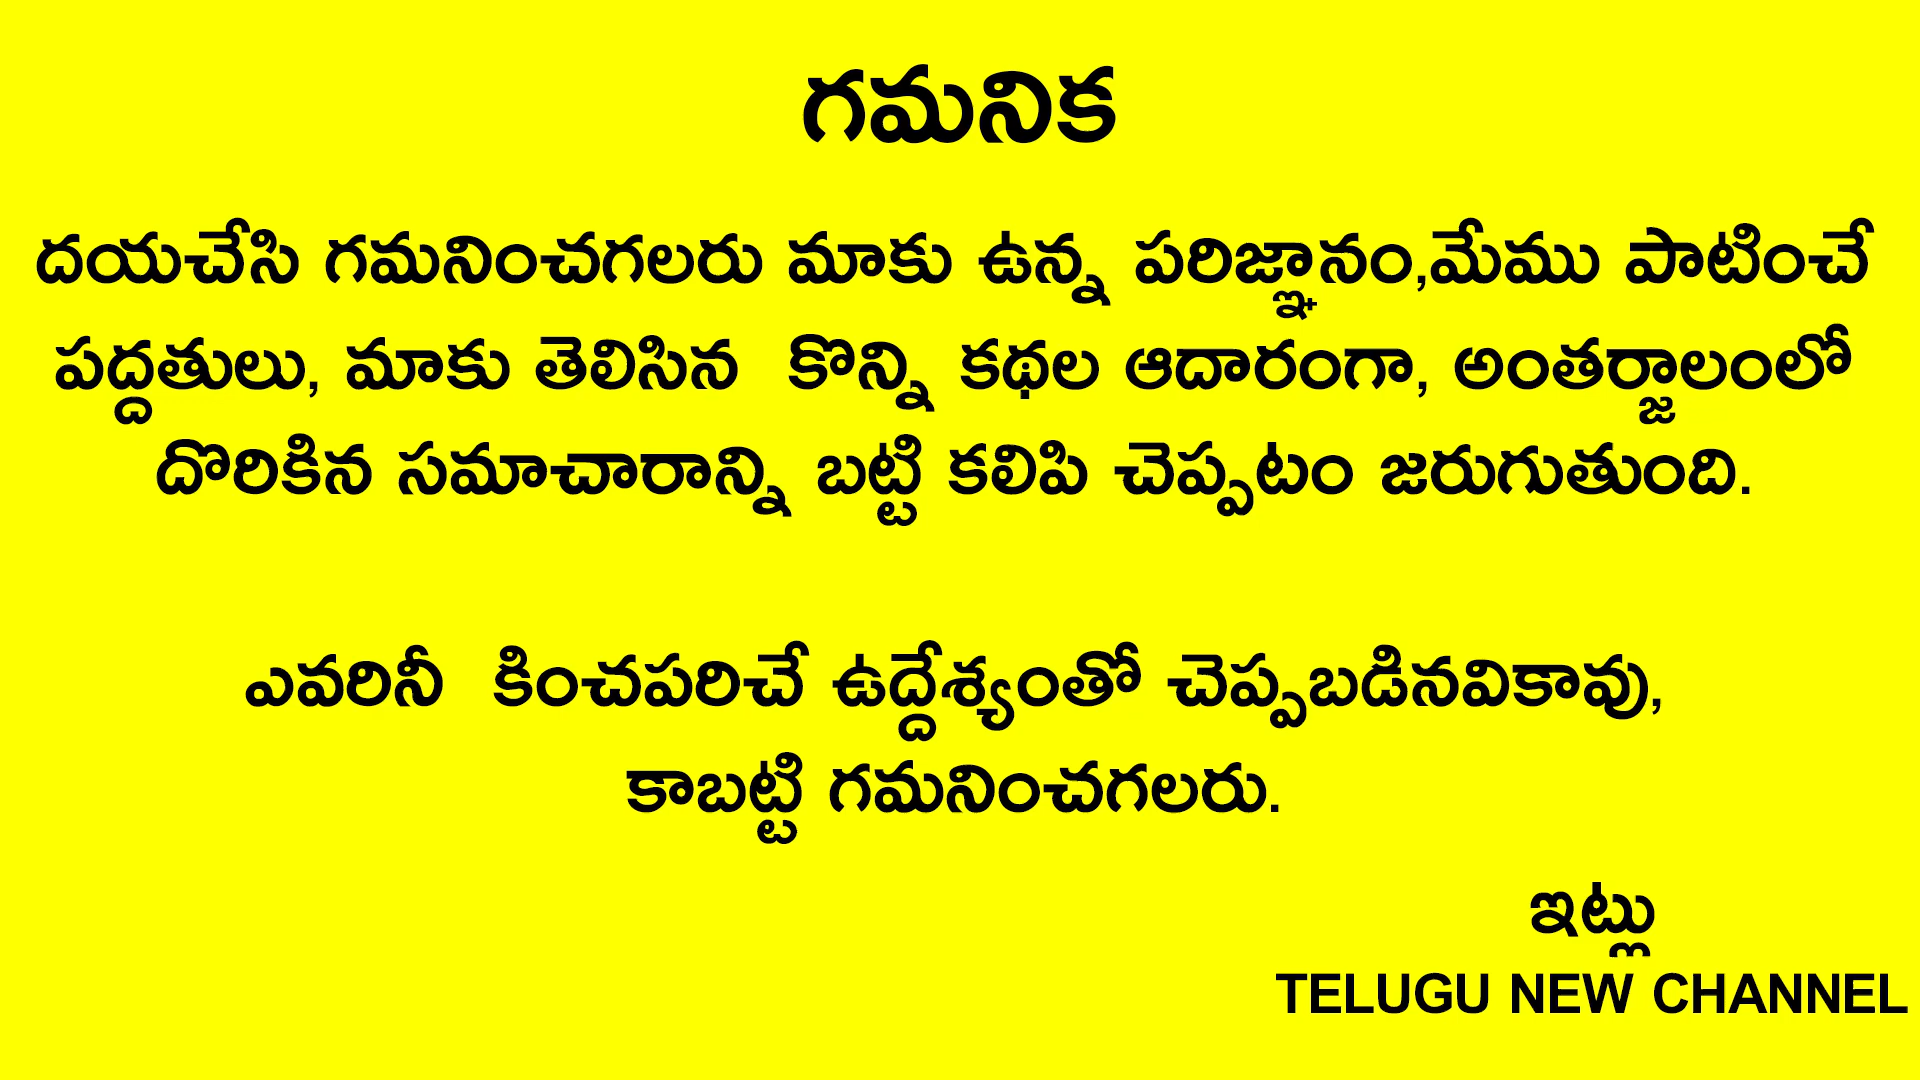 గమనిక
దయచేసి గమనించగలరు మాకు ఉన్న పరిజ్ఞానం,మేము పాటించే
పద్దతులు, మాకు తెలిసిన కొన్ని కథల ఆదారంగా, అంతర్జాలంలో
దొరికిన సమాచారాన్ని బట్టి కలిపి చెప్పటం జరుగుతుంది.
ఎవరినీ కించపరిచే ఉద్దేశ్యంతో చెప్పబడినవికావు,
కాబట్టి గమనించగలరు.
ఇట్లు
TELUGU NEW CHANNEL